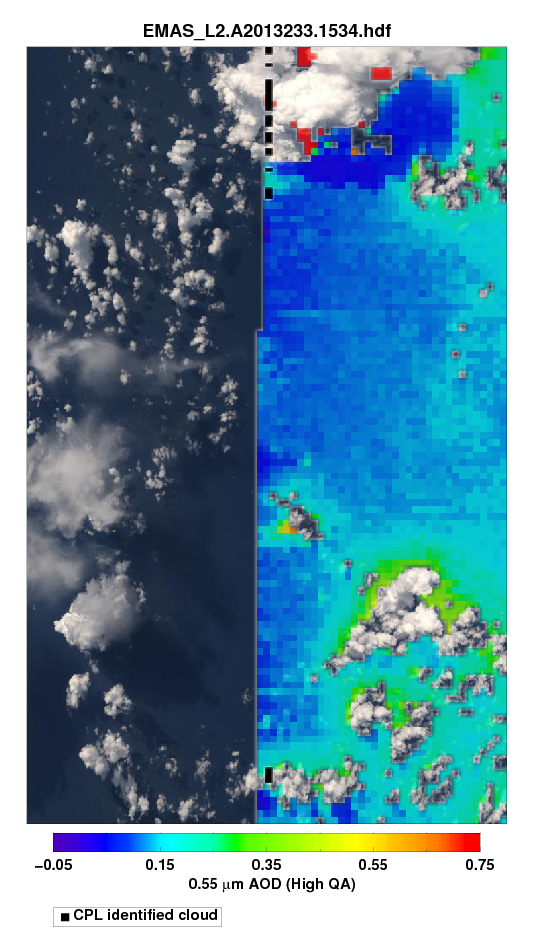 EMAS_L2.A2013233.1534.hdf
−0.05 0.15 0.35 0.55 0.75
0.55 μm AOD (High QA)
CPL identified cloud